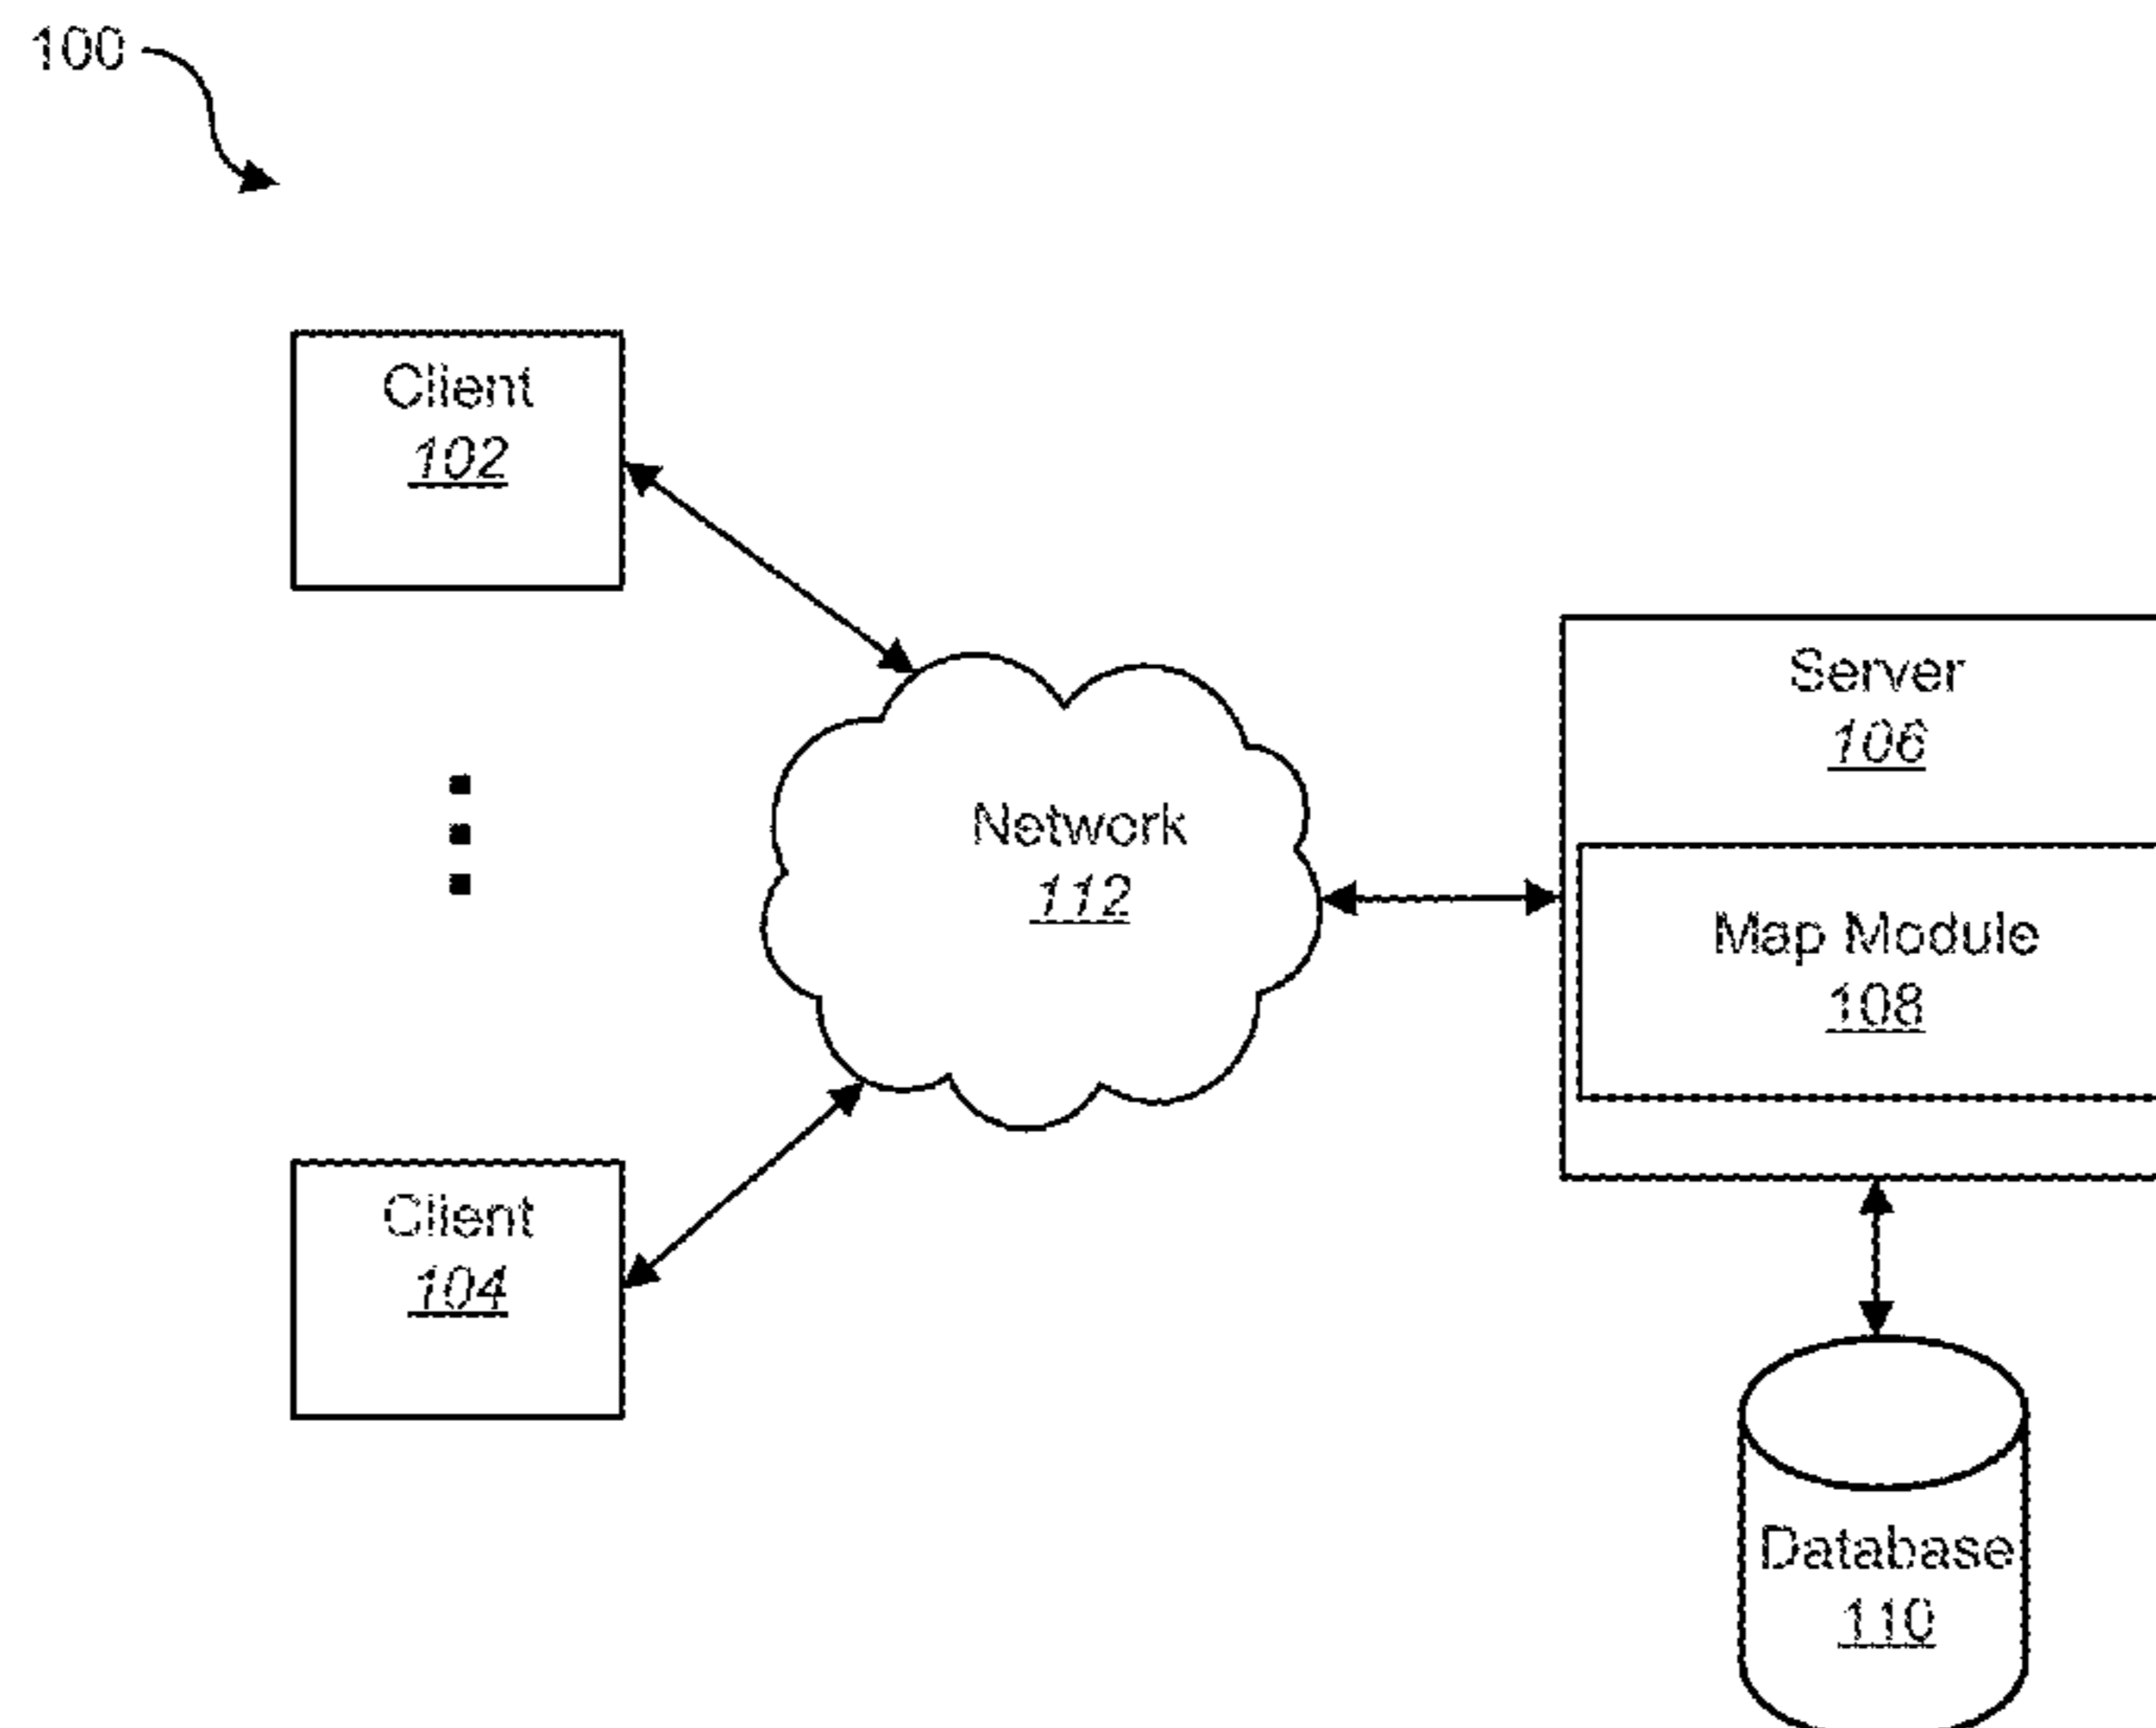 100
Client
102
Server
106
Network
112
Map Module
108
Client
104
Database
110